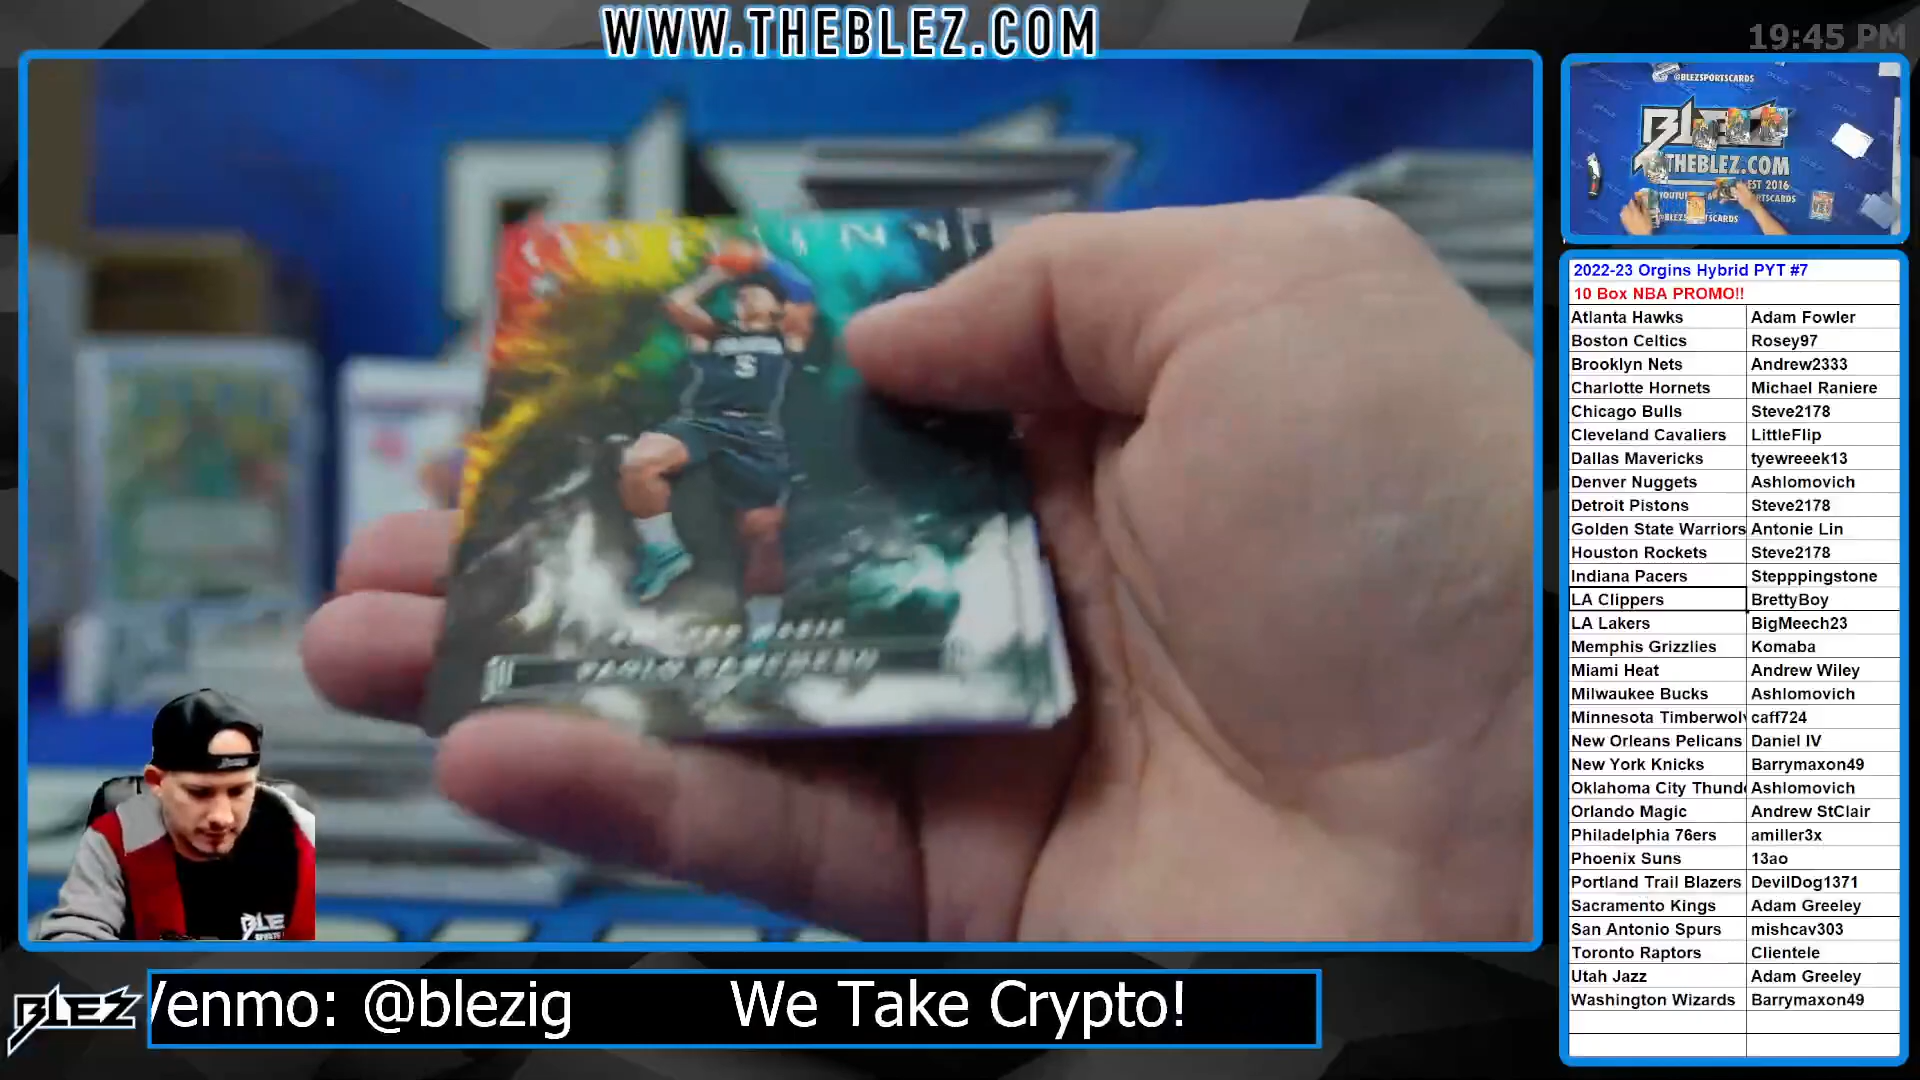 WWW.THEBLEZ.COM
19:45 PM
@BLEZSPORTSCARDS
BLEZ
THEBLEZ.COM
EST 2016
2022-23 Orgins Hybrid PYT #7
10 Box NBA PROMO!!
Atlanta Hawks Adam Fowler
Boston Celtics Rosey97
Brooklyn Nets Andrew2333
Charlotte Hornets Michael Raniere
Chicago Bulls Steve2178
Cleveland Cavaliers LittleFlip
Dallas Mavericks tyewreeek13
Denver Nuggets Ashlomovich
Detroit Pistons Steve2178
Golden State Warriors Antonie Lin
Houston Rockets Steve2178
Indiana Pacers Stepppingstone
LA Clippers BrettyBoy
LA Lakers BigMeech23
Memphis Grizzlies Komaba
Miami Heat Andrew Wiley
Milwaukee Bucks Ashlomovich
Minnesota Timberwolv caff724
New Orleans Pelicans Daniel IV
New York Knicks Barrymaxon49
Oklahoma City Thund Ashlomovich
Orlando Magic Andrew StClair
Philadelphia 76ers amiller3x
Phoenix Suns 13ao
Portland Trail Blazers DevilDog1371
Sacramento Kings Adam Greeley
San Antonio Spurs mishcav303
Toronto Raptors Clientele
Utah Jazz Adam Greeley
Washington Wizards Barrymaxon49
5
BLEZ
BLEZ
Venmo: @blezig We Take Crypto!